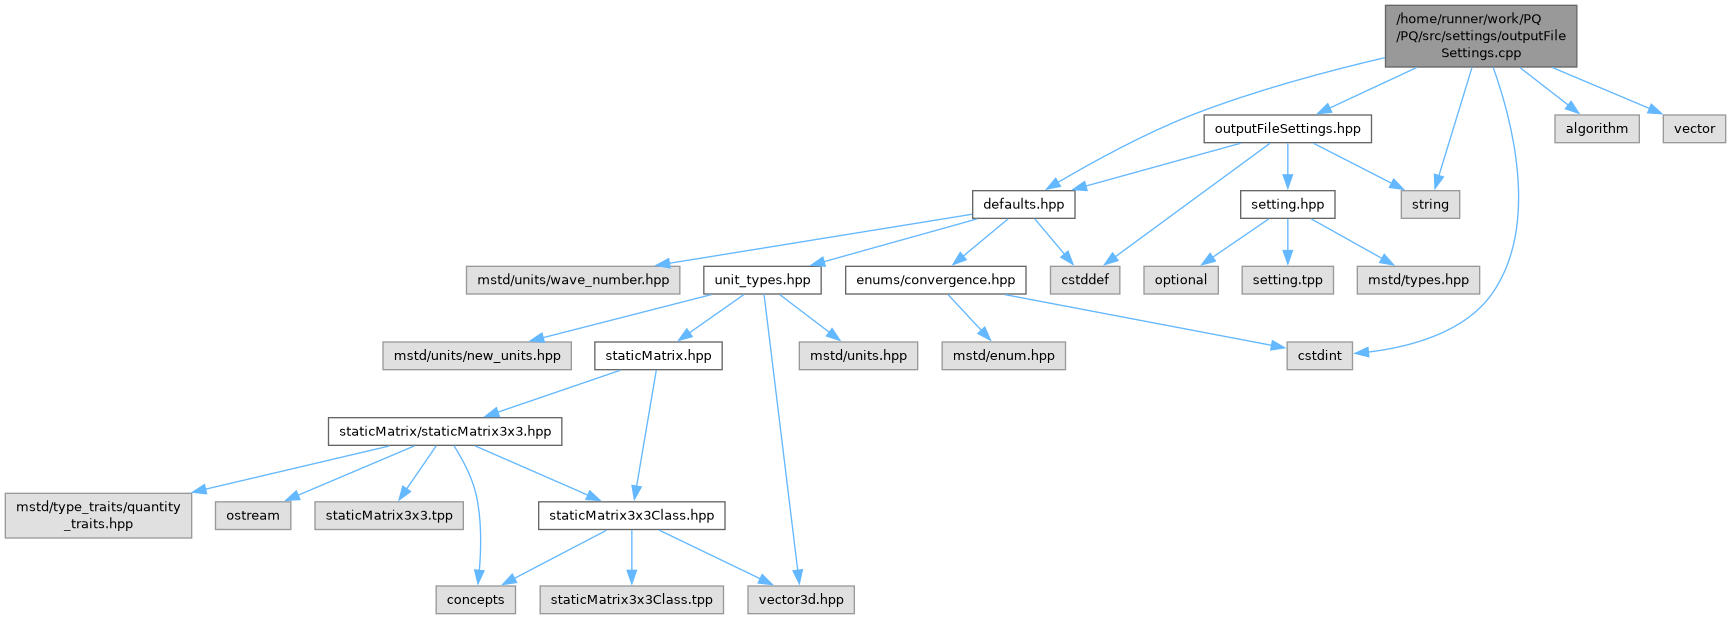 /home/runner/work/PQ
/PQ/src/settings/outputFile
Settings.cpp
outputFileSettings.hpp
algorithm
vector
defaults.hpp
setting.hpp
string
mstd/units/wave_number.hpp
unit_types.hpp
enums/convergence.hpp
cstddef
optional
setting.tpp
mstd/types.hpp
mstd/units/new_units.hpp
staticMatrix.hpp
mstd/units.hpp
mstd/enum.hpp
cstdint
staticMatrix/staticMatrix3x3.hpp
mstd/type_traits/quantity
_traits.hpp
ostream
staticMatrix3x3.tpp
staticMatrix3x3Class.hpp
concepts
staticMatrix3x3Class.tpp
vector3d.hpp